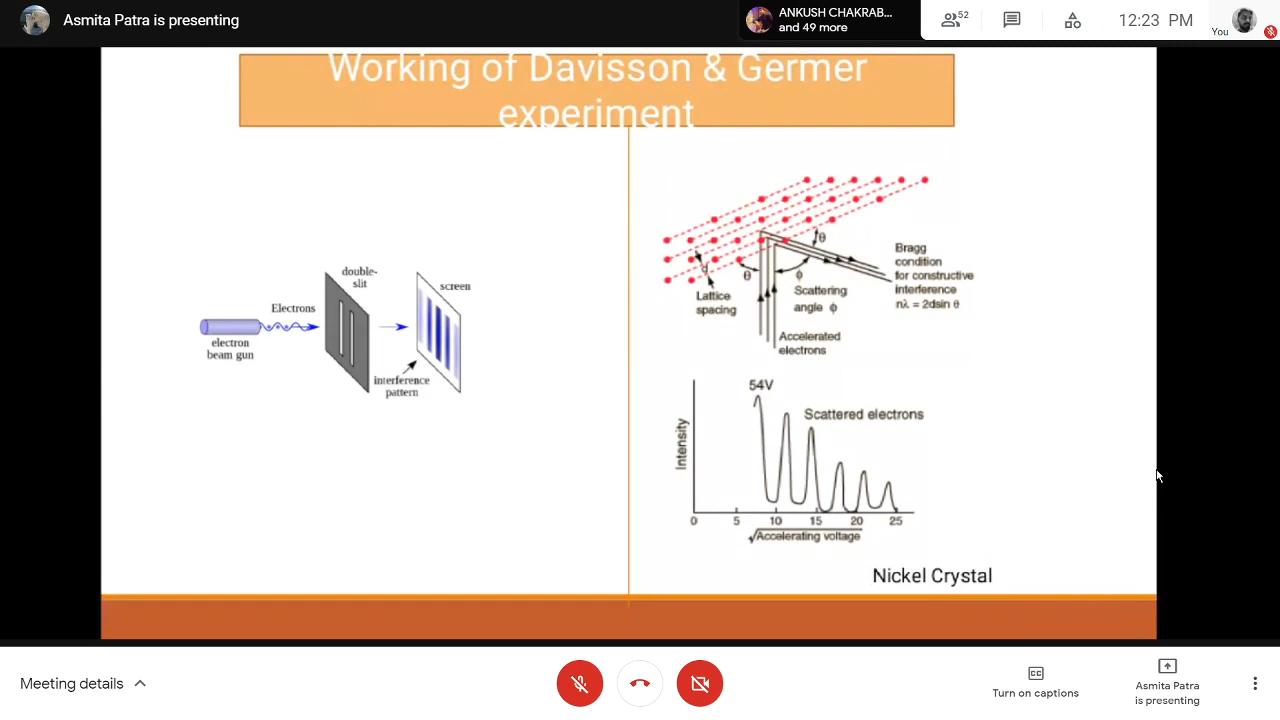 Asmita Patra is presenting
ANKUSH CHAKRAB...
and 49 more
52
12:23 PM
You
Working of Davisson & Germer
experiment
double-
slit
screen
Electrons
electron
beam gun
interference
pattern
θ
Bragg
condition
for constructive
interference
nλ = 2dsin θ
d
θ
ϕ
Lattice
spacing
Scattering
angle ϕ
Accelerated
electrons
54V
Scattered electrons
Intensity
0 5 10 15 20 25
√Accelerating voltage
Nickel Crystal
Meeting details
CC
Turn on captions
Asmita Patra
is presenting